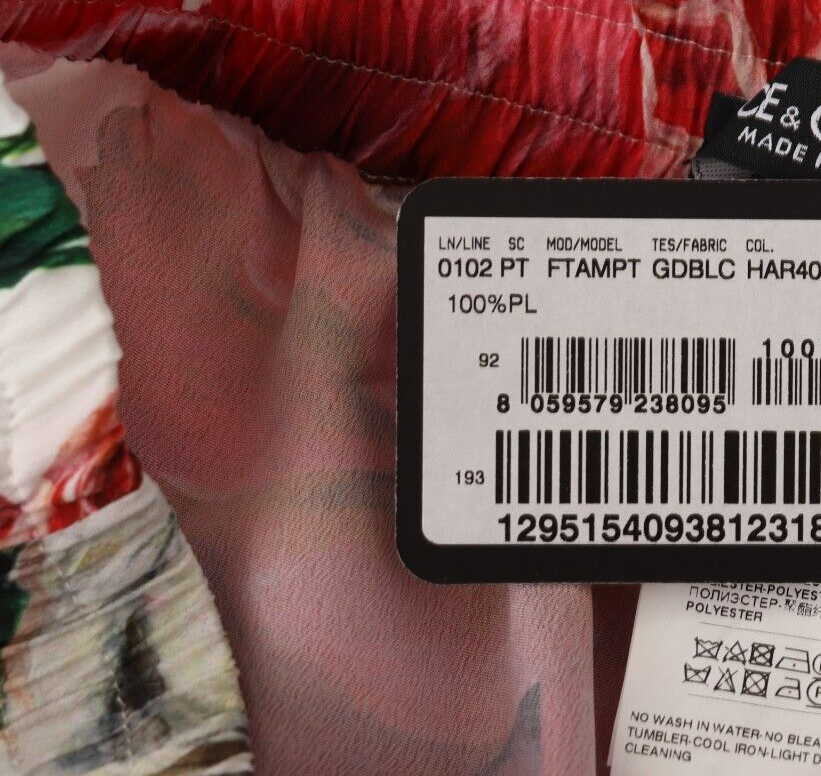 CE &
MADE
LN/LINE SC MOD/MODEL TES/FABRIC COL.
0102 PT FTAMPT GDBLC HAR40
100%PL
92
100
8 059579 238095
193
1295154093812318
POLYESTER-POLYEST
ПОЛИЭСТЕР-
POLYESTER
NO WASH IN WATER-NO BLEA
TUMBLER-COOL IRON-LIGHT D
CLEANING